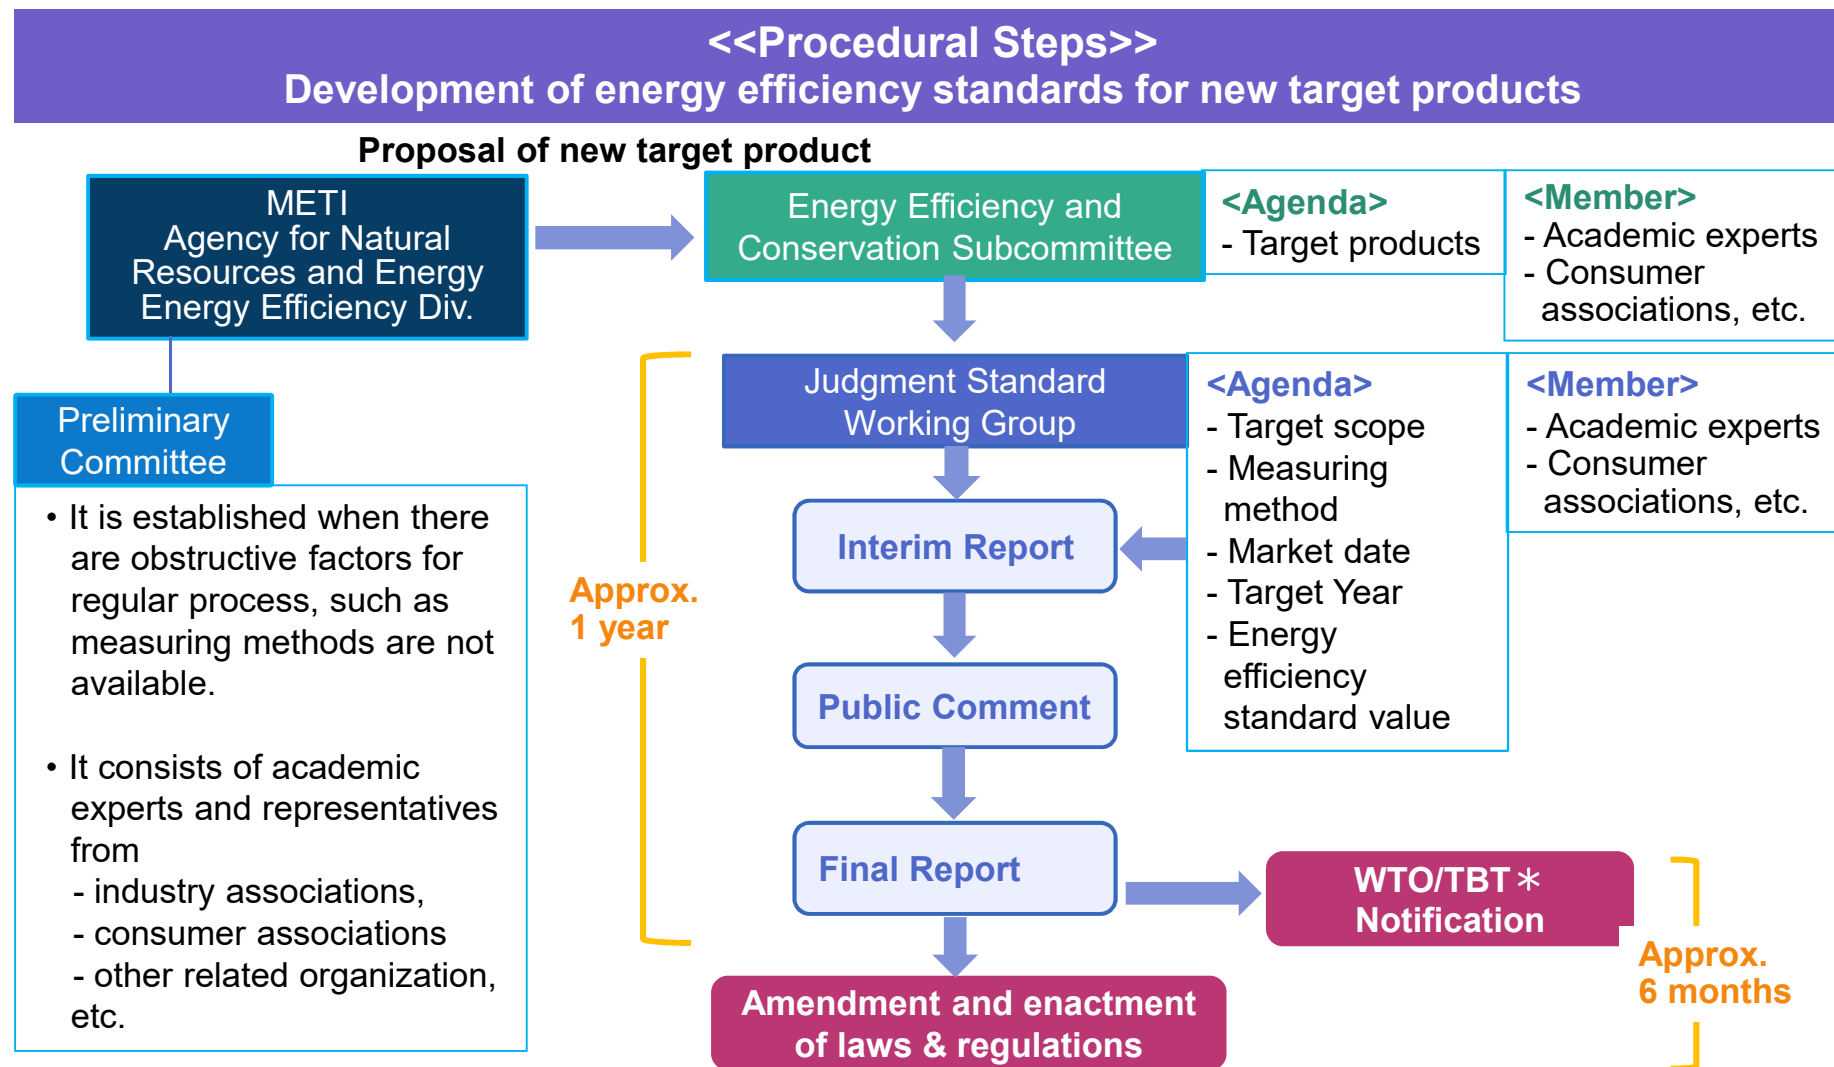 <<Procedural Steps>>
Development of energy efficiency standards for new target products
Proposal of new target product
METI
Agency for Natural
Resources and Energy
Energy Efficiency Div.
Energy Efficiency and
Conservation Subcommittee
<Agenda>
- Target products
<Member>
- Academic experts
- Consumer
associations, etc.
Preliminary
Committee
• It is established when there
are obstructive factors for
regular process, such as
measuring methods are not
available.
• It consists of academic
experts and representatives
from
- industry associations,
- consumer associations
- other related organization,
etc.
Approx.
1 year
Judgment Standard
Working Group
<Agenda>
- Target scope
- Measuring
method
- Market date
- Target Year
- Energy
efficiency
standard value
<Member>
- Academic experts
- Consumer
associations, etc.
Interim Report
Public Comment
Final Report
WTO/TBT＊
Notification
Amendment and enactment
of laws & regulations
Approx.
6 months